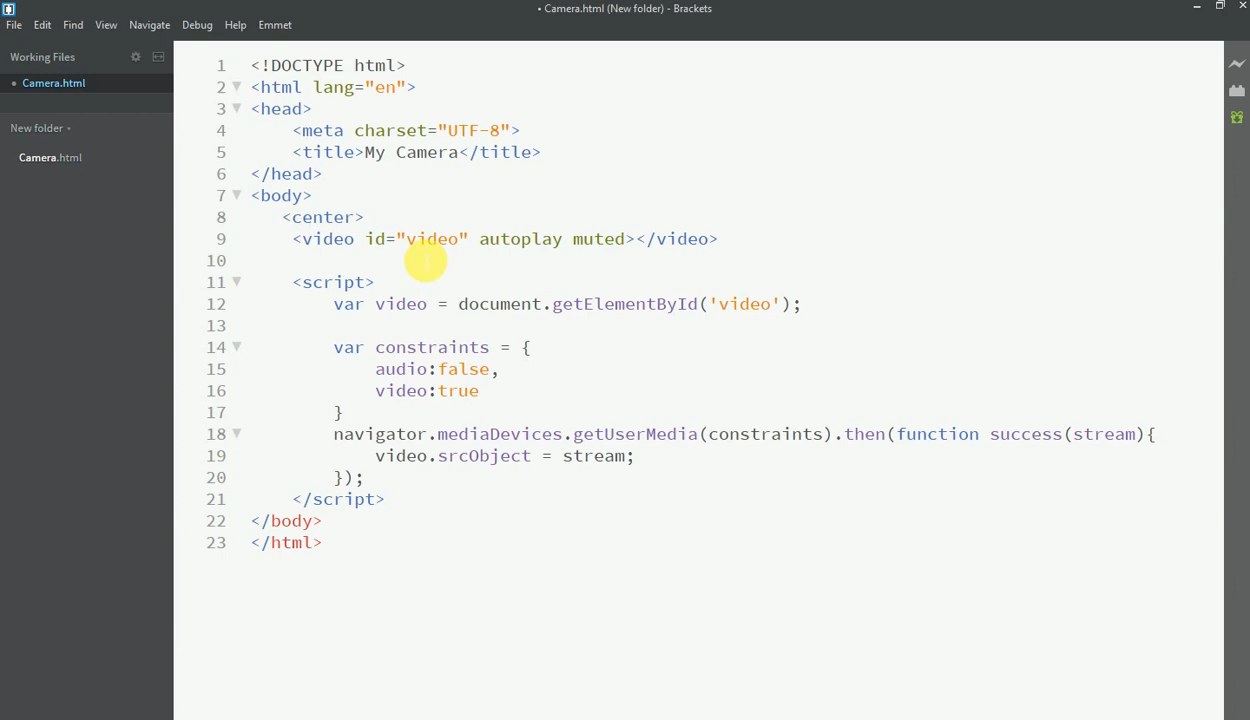 • Camera.html (New folder) - Brackets
File Edit Find View Navigate Debug Help Emmet
Working Files
• Camera.html
New folder
Camera.html
1 <!DOCTYPE html>
2 <html lang="en">
3 <head>
4     <meta charset="UTF-8">
5     <title>My Camera</title>
6 </head>
7 <body>
8    <center>
9     <video id="video" autoplay muted></video>
10
11     <script>
12         var video = document.getElementById('video');
13
14         var constraints = {
15             audio:false,
16             video:true
17         }
18         navigator.mediaDevices.getUserMedia(constraints).then(function success(stream){
19             video.srcObject = stream;
20         });
21     </script>
22 </body>
23 </html>